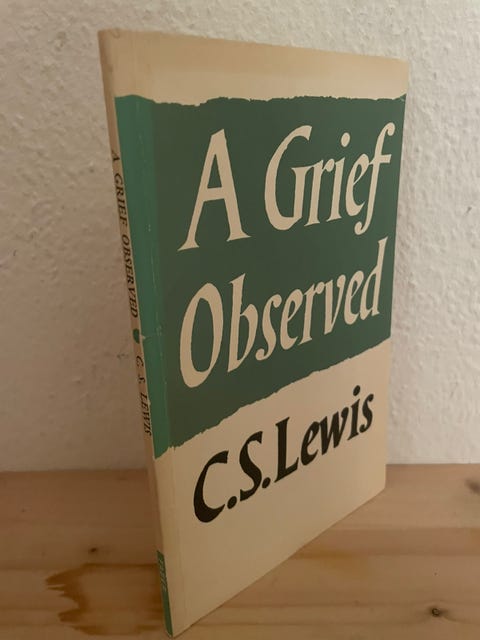 A Grief
Observed
C.S. Lewis
A GRIEF OBSERVED C. S. LEWIS